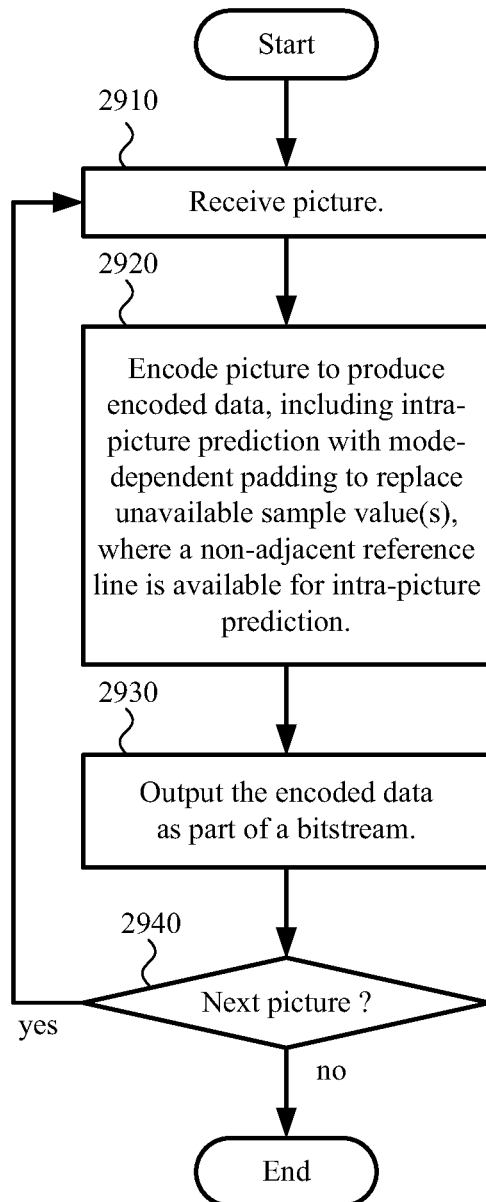 Start
2910
Receive picture.
2920
Encode picture to produce
encoded data, including intra-
picture prediction with mode-
dependent padding to replace
unavailable sample value(s),
where a non-adjacent reference
line is available for intra-picture
prediction.
2930
Output the encoded data
as part of a bitstream.
2940
Next picture ?
yes
no
End